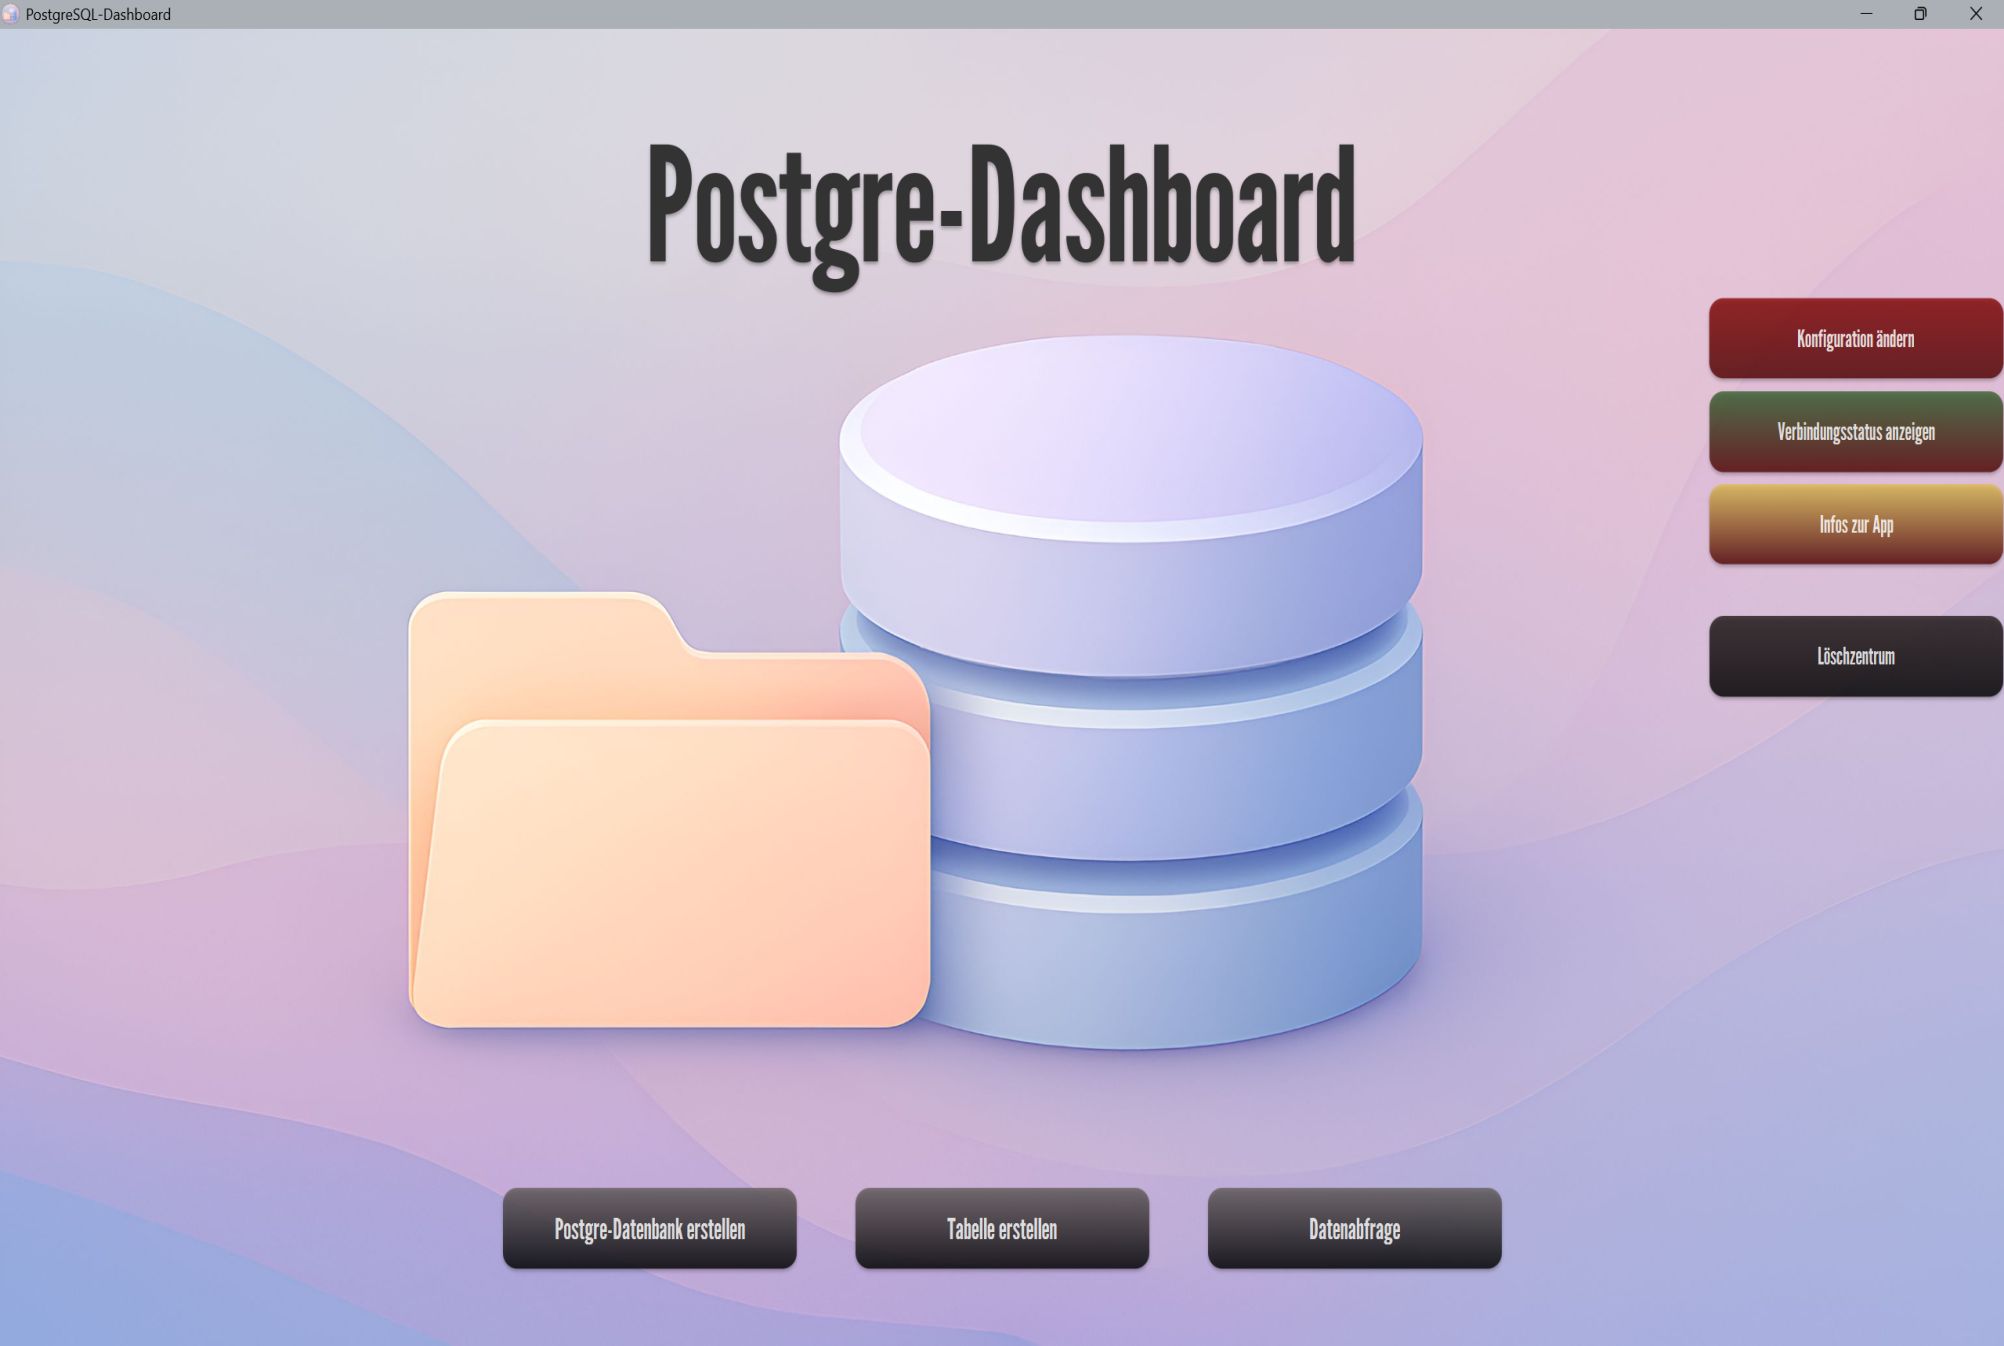 PostgreSQL-Dashboard
Postgre-Dashboard
Konfiguration ändern
Verbindungsstatus anzeigen
Infos zur App
Löschzentrum
Postgre-Datenbank erstellen
Tabelle erstellen
Datenabfrage